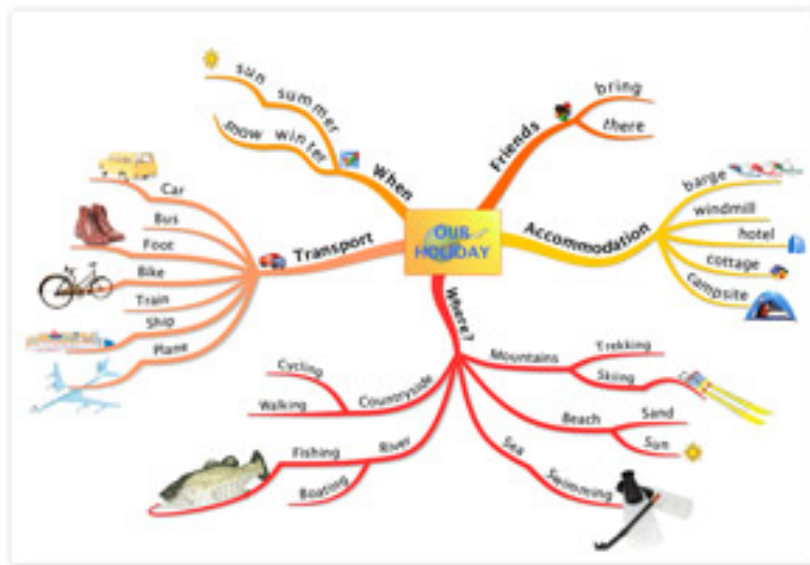 OUR
HOLIDAY
When
summer
sun
winter
snow
Friends
bring
there
Accommodation
barge
windmill
hotel
cottage
campsite
Transport
Car
Bus
Foot
Bike
Train
Ship
Plane
Where?
Mountains
Trekking
Skiing
Beach
Sand
Sun
Sea
Swimming
River
Fishing
Boating
Countryside
Cycling
Walking